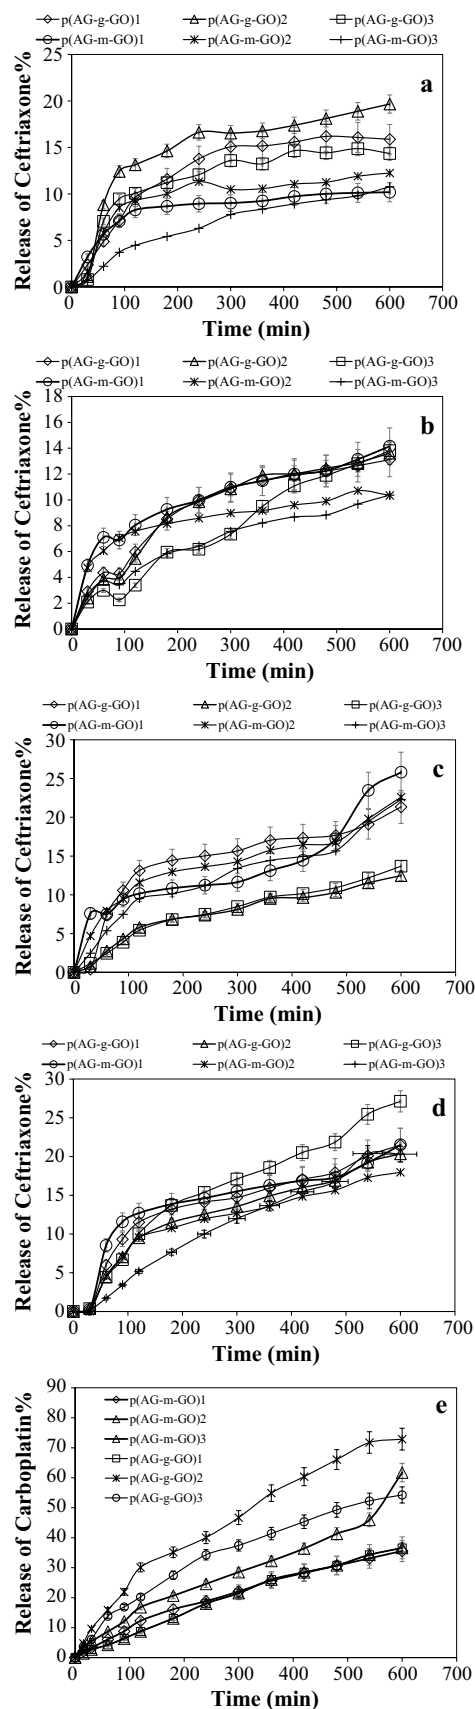 p(AG-g-GO)1 p(AG-g-GO)2 p(AG-g-GO)3
p(AG-m-GO)1 p(AG-m-GO)2 p(AG-m-GO)3
a
25
20
15
10
5
0
Release of Ceftriaxone%
0 100 200 300 400 500 600 700
Time (min)
p(AG-g-GO)1 p(AG-g-GO)2 p(AG-g-GO)3
p(AG-m-GO)1 p(AG-m-GO)2 p(AG-m-GO)3
b
18
16
14
12
10
8
6
4
2
0
Release of Ceftriaxone%
0 100 200 300 400 500 600 700
Time (min)
p(AG-g-GO)1 p(AG-g-GO)2 p(AG-g-GO)3
p(AG-m-GO)1 p(AG-m-GO)2 p(AG-m-GO)3
c
30
25
20
15
10
5
0
Release of Ceftriaxone%
0 100 200 300 400 500 600 700
Time (min)
p(AG-g-GO)1 p(AG-g-GO)2 p(AG-g-GO)3
p(AG-m-GO)1 p(AG-m-GO)2 p(AG-m-GO)3
d
30
25
20
15
10
5
0
Release of Ceftriaxone%
0 100 200 300 400 500 600 700
Time (min)
e
90
80
70
60
50
40
30
20
10
0
Release of Carboplatin%
p(AG-m-GO)1
p(AG-m-GO)2
p(AG-m-GO)3
p(AG-g-GO)1
p(AG-g-GO)2
p(AG-g-GO)3
0 100 200 300 400 500 600 700
Time (min)